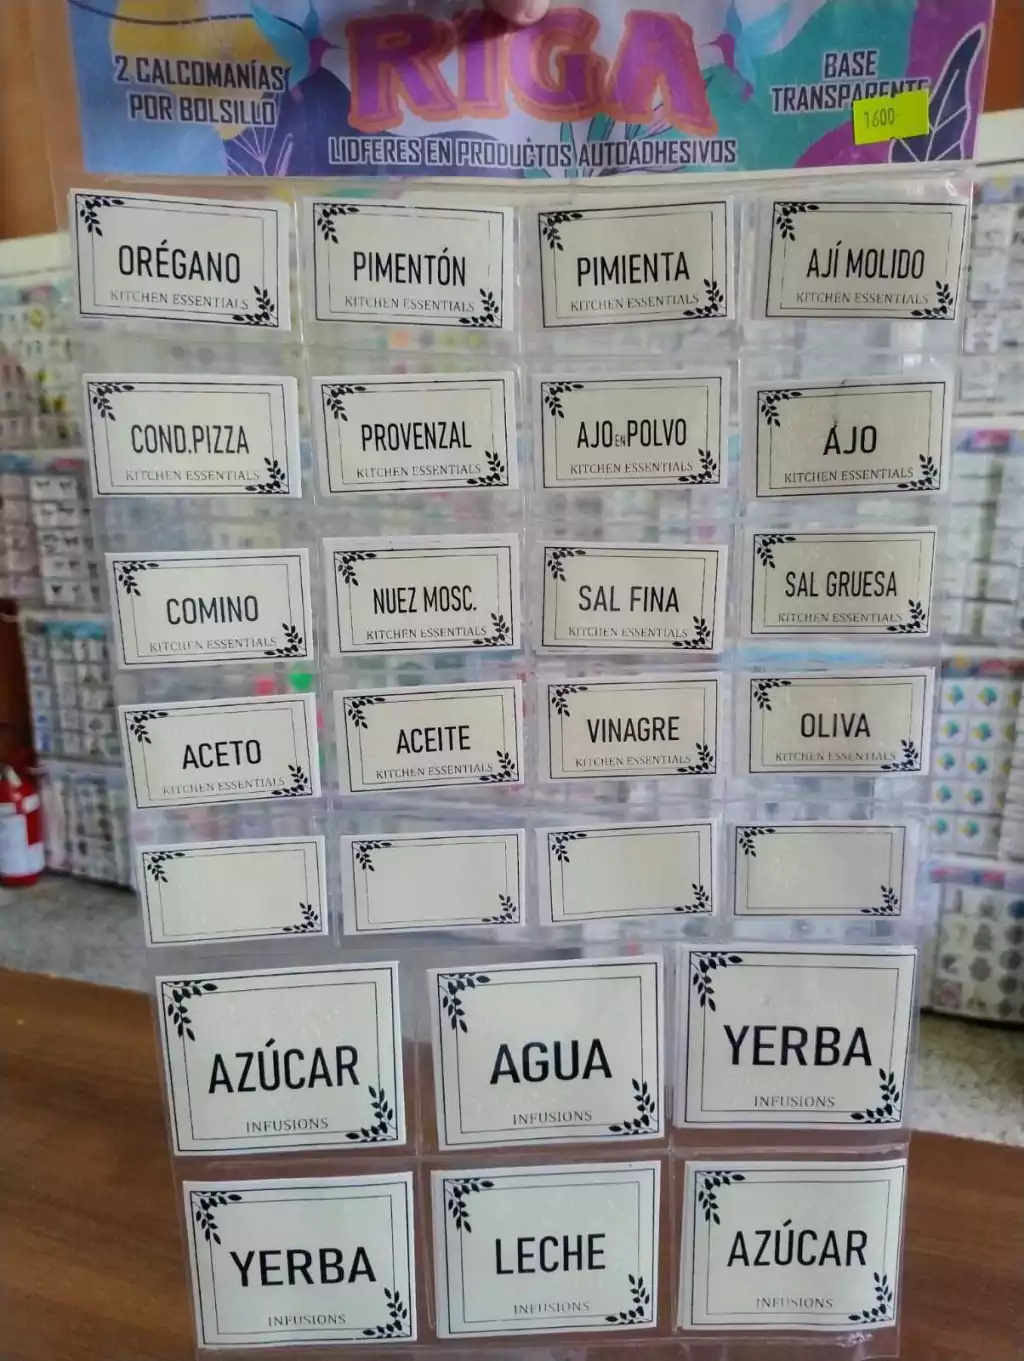 2 CALCOMANÍAS
POR BOLSILLO
RIGA
BASE
TRANSPARENTE
1600
LIDFERES EN PRODUCTOS AUTOADHESIVOS
ORÉGANO
KITCHEN ESSENTIALS
PIMENTÓN
KITCHEN ESSENTIALS
PIMIENTA
KITCHEN ESSENTIALS
AJÍ MOLIDO
KITCHEN ESSENTIALS
COND.PIZZA
KITCHEN ESSENTIALS
PROVENZAL
KITCHEN ESSENTIALS
AJO EN POLVO
KITCHEN ESSENTIALS
AJO
KITCHEN ESSENTIALS
COMINO
KITCHEN ESSENTIALS
NUEZ MOSC.
KITCHEN ESSENTIALS
SAL FINA
KITCHEN ESSENTIALS
SAL GRUESA
KITCHEN ESSENTIALS
ACETO
KITCHEN ESSENTIALS
ACEITE
KITCHEN ESSENTIALS
VINAGRE
KITCHEN ESSENTIALS
OLIVA
KITCHEN ESSENTIALS
AZÚCAR
INFUSIONS
AGUA
INFUSIONS
YERBA
INFUSIONS
YERBA
INFUSIONS
LECHE
INFUSIONS
AZÚCAR
INFUSIONS